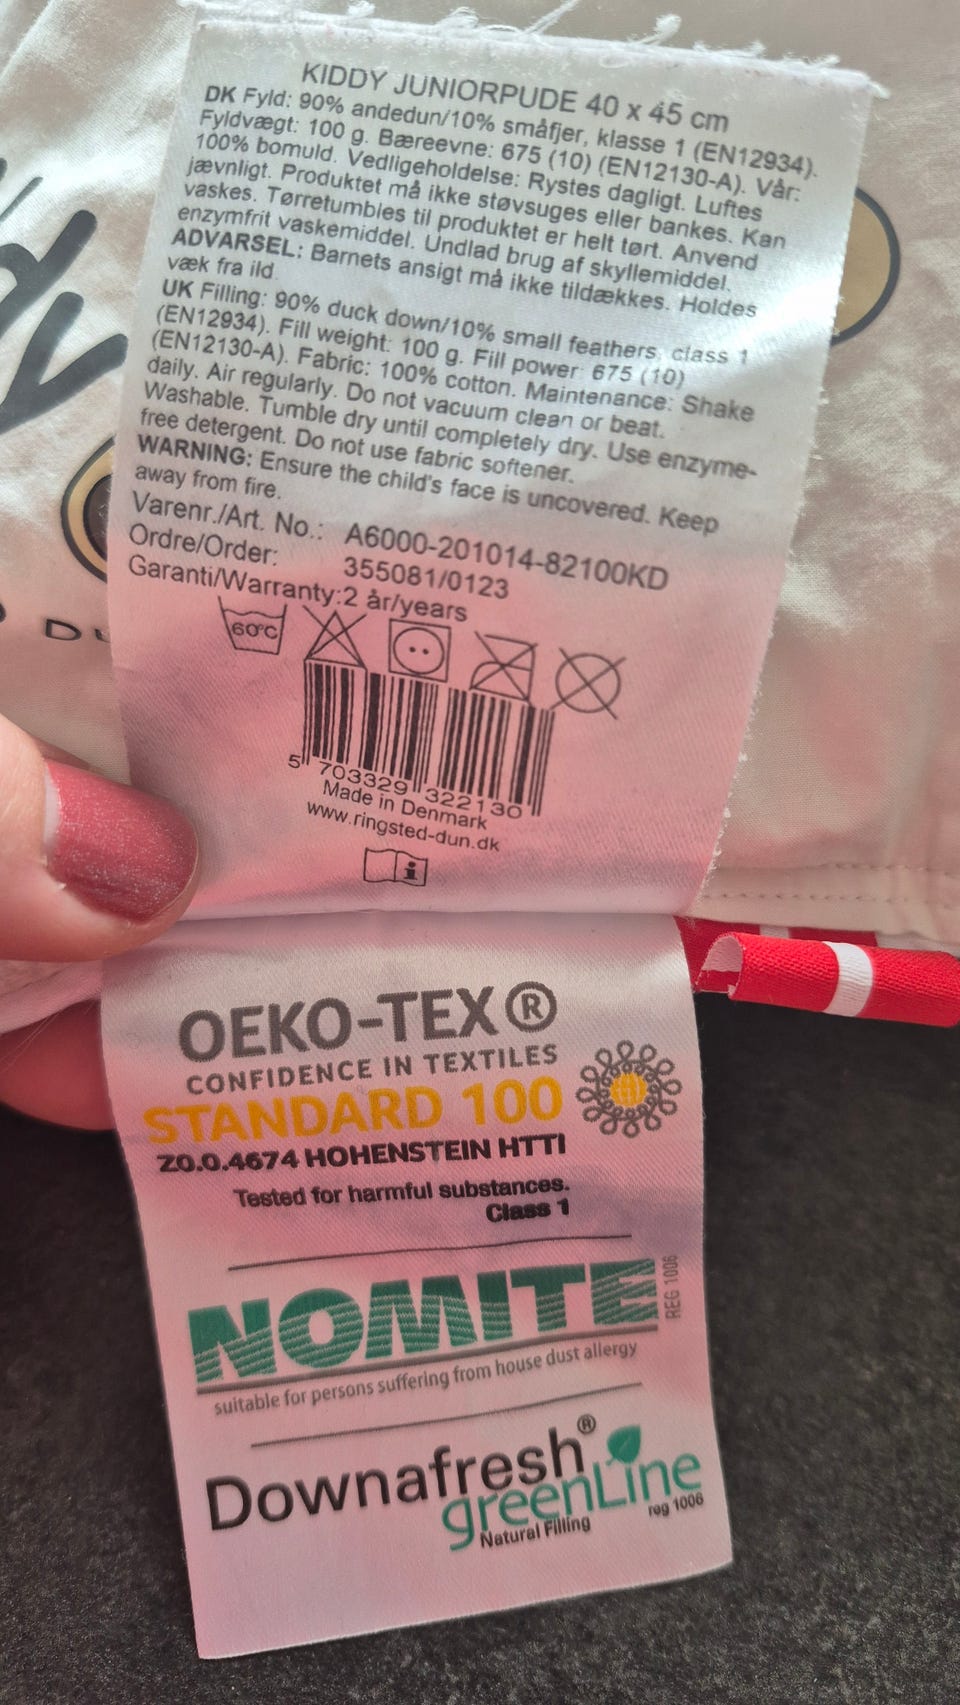 KIDDY JUNIORPUDE 40 x 45 cm
DK Fyld: 90% andedun/10% småfjer, klasse 1 (EN12934).
Fyldvægt: 100 g. Bæreevne: 675 (10) (EN12130-A). Vår:
100% bomuld. Vedligeholdelse: Rystes dagligt. Luftes
jævnligt. Produktet må ikke støvsuges eller bankes. Kan
vaskes. Tørretumbles til produktet er helt tørt. Anvend
enzymfrit vaskemiddel. Undlad brug af skyllemiddel.
ADVARSEL: Barnets ansigt må ikke tildækkes. Holdes
væk fra ild.
UK Filling: 90% duck down/10% small feathers, class 1
(EN12934). Fill weight: 100 g. Fill power: 675 (10)
(EN12130-A). Fabric: 100% cotton. Maintenance: Shake
daily. Air regularly. Do not vacuum clean or beat.
Washable. Tumble dry until completely dry. Use enzyme-
free detergent. Do not use fabric softener.
WARNING: Ensure the child's face is uncovered. Keep
away from fire.
Varenr./Art. No.: A6000-201014-82100KD
Ordre/Order: 355081/0123
Garanti/Warranty:2 år/years
60°C
5 703329 322130
Made in Denmark
www.ringsted-dun.dk
OEKO-TEX®
CONFIDENCE IN TEXTILES
STANDARD 100
Z0.0.4674 HOHENSTEIN HTTI
Tested for harmful substances.
Class 1
NOMITE REG 1006
suitable for persons suffering from house dust allergy
Downafresh®
greenLine
Natural Filling reg 1006